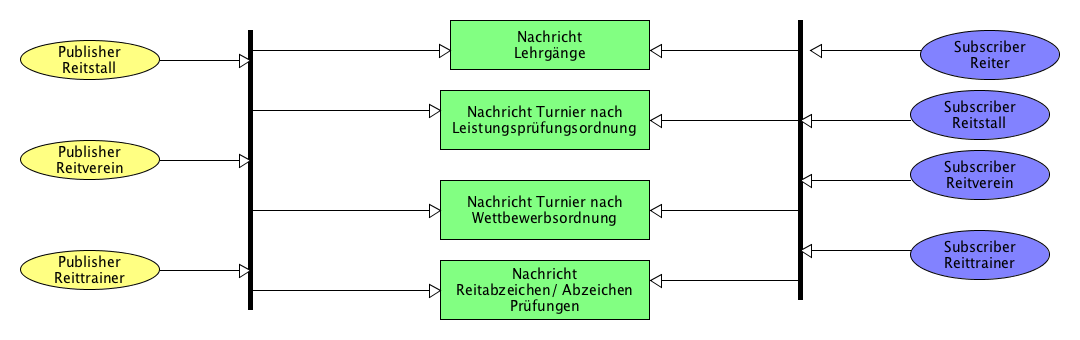 Publisher
Reitstall
Publisher
Reitverein
Publisher
Reittrainer
Nachricht
Lehrgänge
Nachricht Turnier nach
Leistungsprüfungsordnung
Nachricht Turnier nach
Wettbewerbsordnung
Nachricht
Reitabzeichen/ Abzeichen
Prüfungen
Subscriber
Reiter
Subscriber
Reitstall
Subscriber
Reitverein
Subscriber
Reittrainer